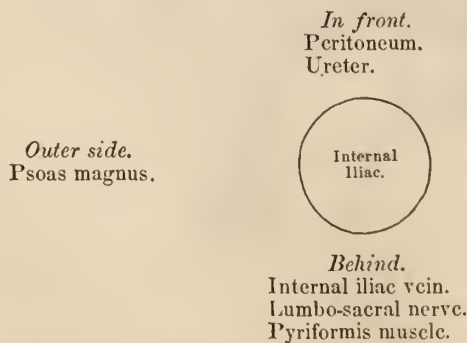 In front.
Peritoneum.
Ureter.
Outer side.
Psoas magnus.
Internal
Iliac.
Behind.
Internal iliac vein.
Lumbo-sacral nerve.
Pyriformis muscle.